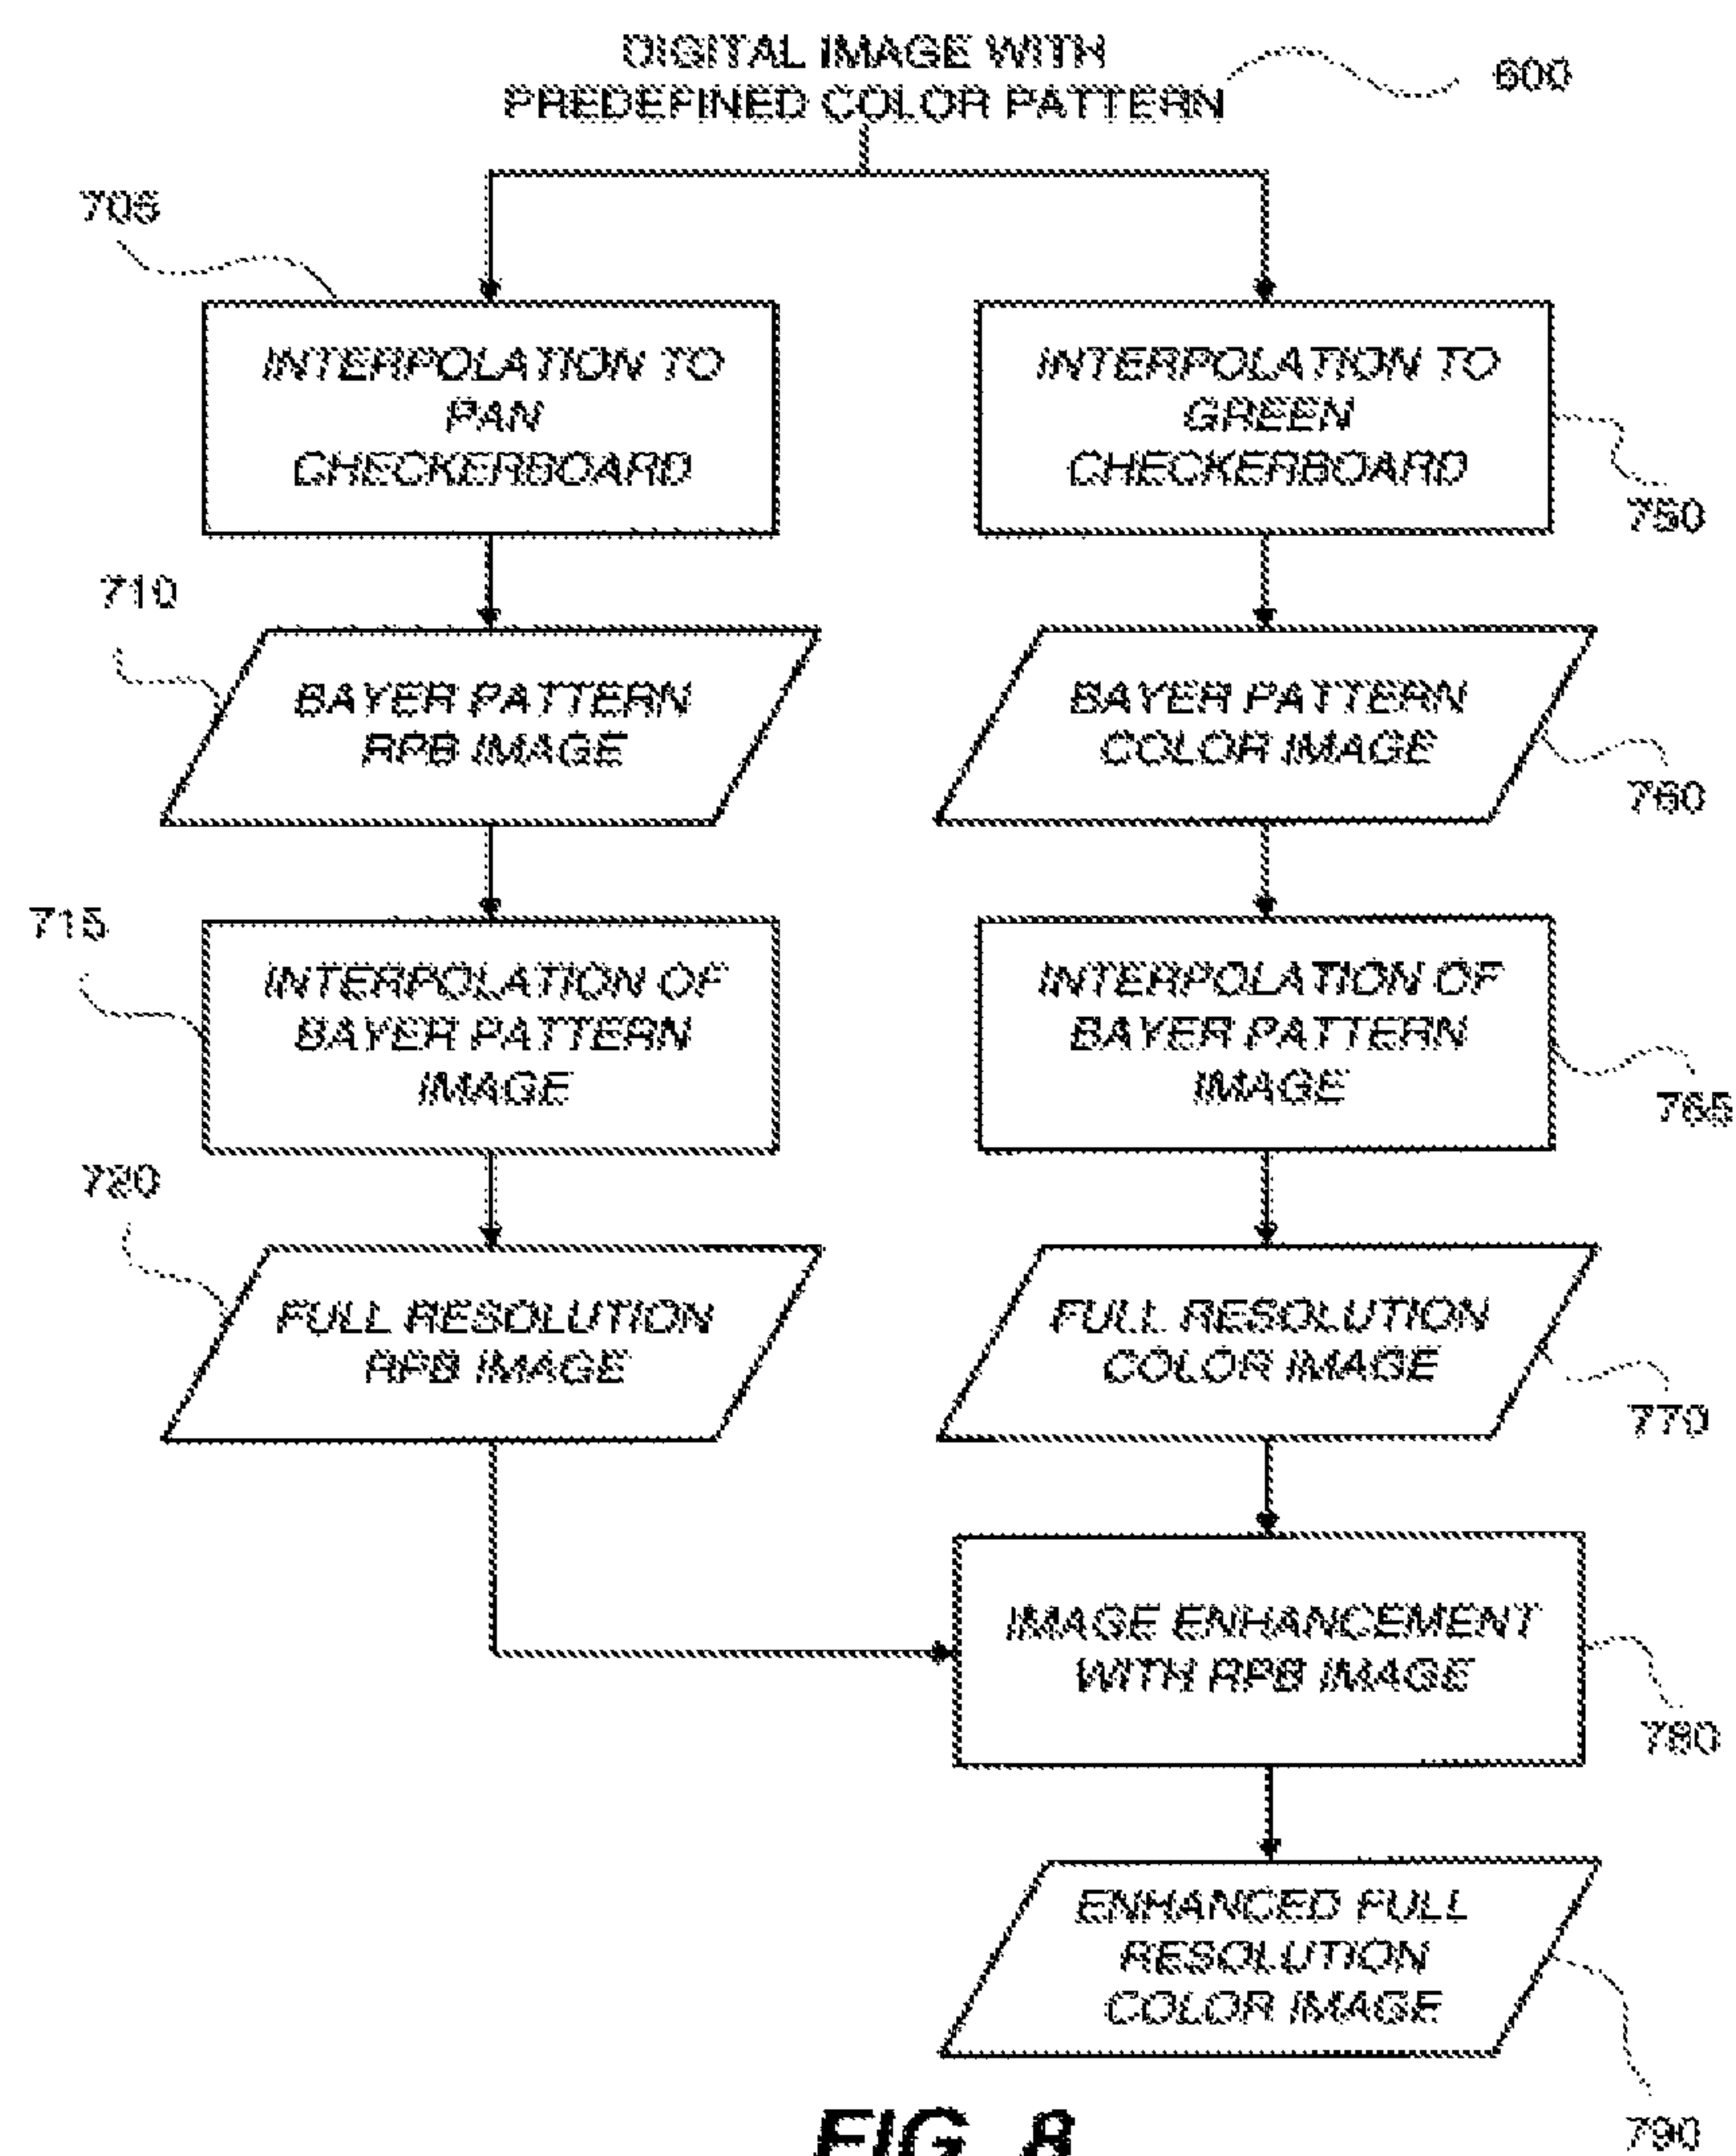 DIGITAL IMAGE WITH
PREDEFINED COLOR PATTERN
600
705
INTERPOLATION TO
PAN
CHECKERBOARD
INTERPOLATION TO
GREEN
CHECKERBOARD
750
710
BAYER PATTERN
RPB IMAGE
BAYER PATTERN
COLOR IMAGE
760
715
INTERPOLATION OF
BAYER PATTERN
IMAGE
INTERPOLATION OF
BAYER PATTERN
IMAGE
765
720
FULL RESOLUTION
RPB IMAGE
FULL RESOLUTION
COLOR IMAGE
770
IMAGE ENHANCEMENT
WITH RPB IMAGE
780
ENHANCED FULL
RESOLUTION
COLOR IMAGE
790
FIG. 8